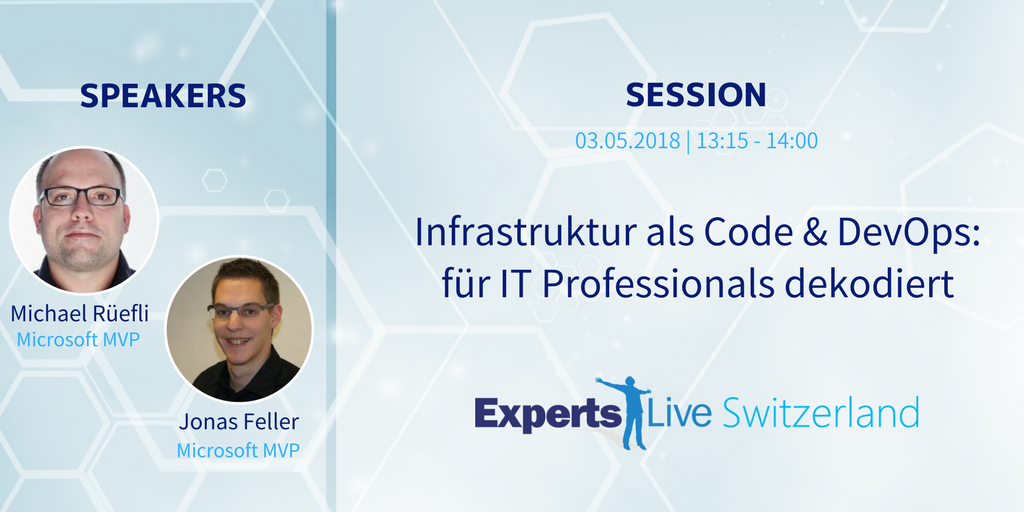 SPEAKERS
Michael Rüefli
Microsoft MVP
Jonas Feller
Microsoft MVP
SESSION
03.05.2018 | 13:15 - 14:00
Infrastruktur als Code & DevOps:
für IT Professionals dekodiert
Experts Live Switzerland